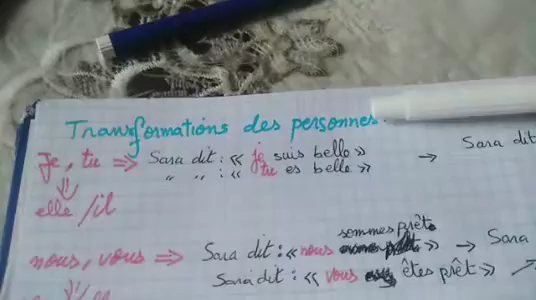 Transformations des personnes.
Je, tu ⇒ Sara dit : « je suis belle » → Sara dit
" " : « tu es belle »
⇓
elle/il
sommes prêt
nous, vous ⇒ Sara dit : « nous » → Sara
Sara dit : « vous êtes prêt » ↗